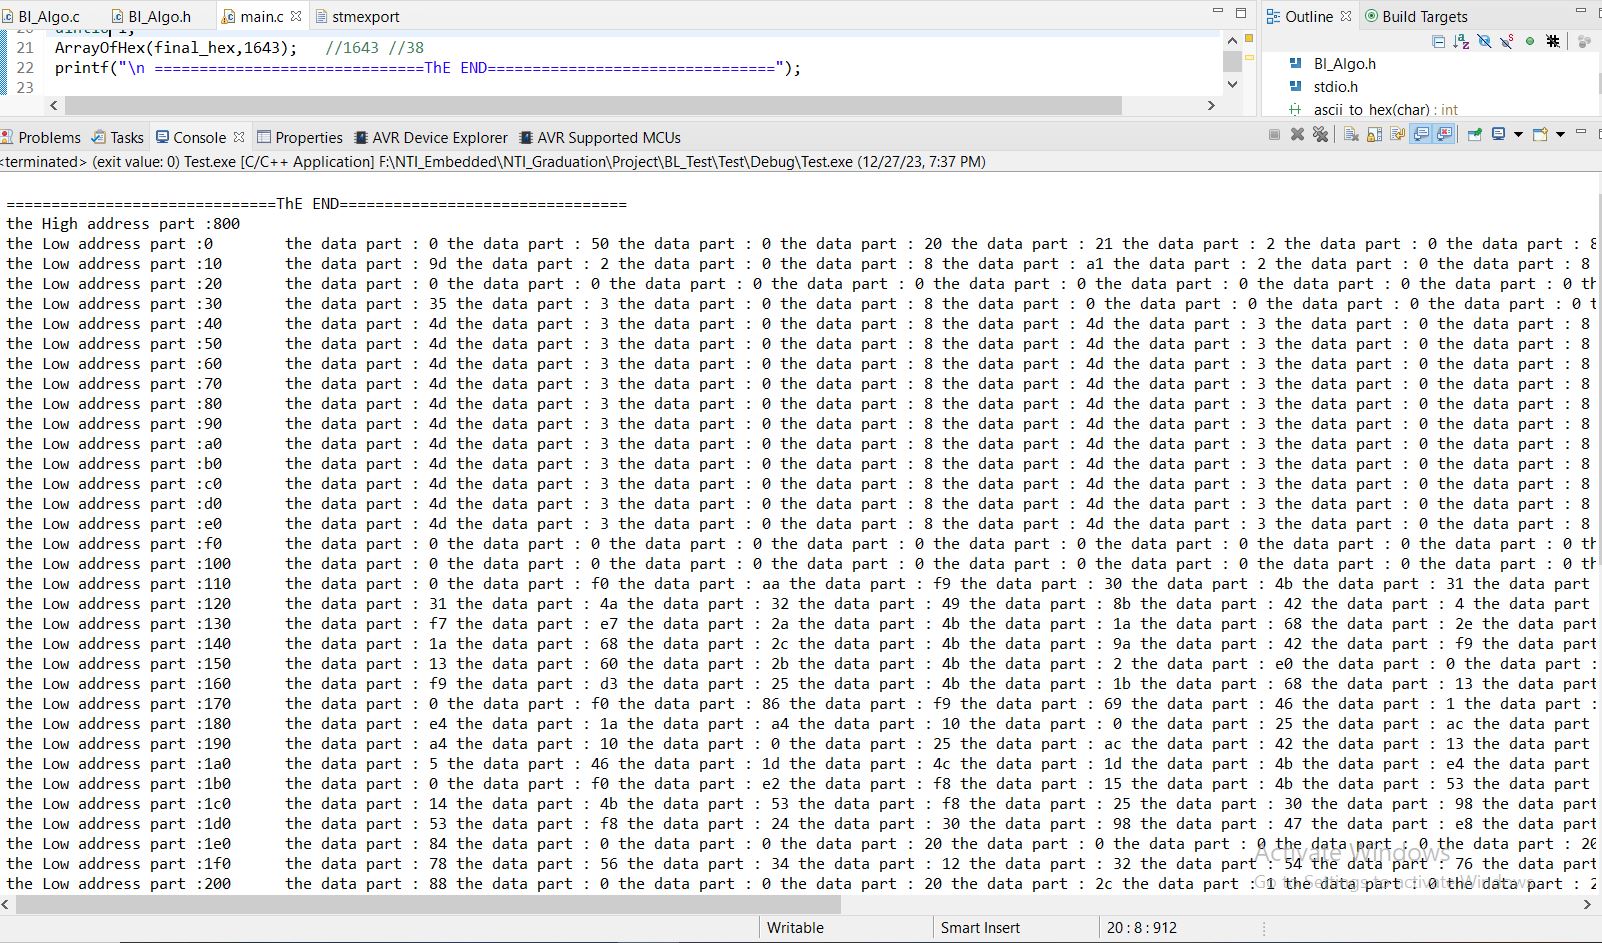 BI_Algo.c BI_Algo.h main.c stmexport
Outline Build Targets
21 ArrayOfHex(final_hex,1643); //1643 //38
22 printf("\n ==============================ThE END================================");
23
BI_Algo.h
stdio.h
ascii_to_hex(char) : int
Problems Tasks Console Properties AVR Device Explorer AVR Supported MCUs
<terminated> (exit value: 0) Test.exe [C/C++ Application] F:\NTI_Embedded\NTI_Graduation\Project\BL_Test\Test\Debug\Test.exe (12/27/23, 7:37 PM)
==============================ThE END================================
the High address part :800
the Low address part :0 the data part : 0 the data part : 50 the data part : 0 the data part : 20 the data part : 21 the data part : 2 the data part : 0 the data part : 8
the Low address part :10 the data part : 9d the data part : 2 the data part : 0 the data part : 8 the data part : a1 the data part : 2 the data part : 0 the data part : 8
the Low address part :20 the data part : 0 the data part : 0 the data part : 0 the data part : 0 the data part : 0 the data part : 0 the data part : 0 the data part : 0 th
the Low address part :30 the data part : 35 the data part : 3 the data part : 0 the data part : 8 the data part : 0 the data part : 0 the data part : 0 the data part : 0 t
the Low address part :40 the data part : 4d the data part : 3 the data part : 0 the data part : 8 the data part : 4d the data part : 3 the data part : 0 the data part : 8
the Low address part :50 the data part : 4d the data part : 3 the data part : 0 the data part : 8 the data part : 4d the data part : 3 the data part : 0 the data part : 8
the Low address part :60 the data part : 4d the data part : 3 the data part : 0 the data part : 8 the data part : 4d the data part : 3 the data part : 0 the data part : 8
the Low address part :70 the data part : 4d the data part : 3 the data part : 0 the data part : 8 the data part : 4d the data part : 3 the data part : 0 the data part : 8
the Low address part :80 the data part : 4d the data part : 3 the data part : 0 the data part : 8 the data part : 4d the data part : 3 the data part : 0 the data part : 8
the Low address part :90 the data part : 4d the data part : 3 the data part : 0 the data part : 8 the data part : 4d the data part : 3 the data part : 0 the data part : 8
the Low address part :a0 the data part : 4d the data part : 3 the data part : 0 the data part : 8 the data part : 4d the data part : 3 the data part : 0 the data part : 8
the Low address part :b0 the data part : 4d the data part : 3 the data part : 0 the data part : 8 the data part : 4d the data part : 3 the data part : 0 the data part : 8
the Low address part :c0 the data part : 4d the data part : 3 the data part : 0 the data part : 8 the data part : 4d the data part : 3 the data part : 0 the data part : 8
the Low address part :d0 the data part : 4d the data part : 3 the data part : 0 the data part : 8 the data part : 4d the data part : 3 the data part : 0 the data part : 8
the Low address part :e0 the data part : 4d the data part : 3 the data part : 0 the data part : 8 the data part : 4d the data part : 3 the data part : 0 the data part : 8
the Low address part :f0 the data part : 0 the data part : 0 the data part : 0 the data part : 0 the data part : 0 the data part : 0 the data part : 0 the data part : 0 th
the Low address part :100 the data part : 0 the data part : 0 the data part : 0 the data part : 0 the data part : 0 the data part : 0 the data part : 0 the data part : 0 th
the Low address part :110 the data part : 0 the data part : f0 the data part : aa the data part : f9 the data part : 30 the data part : 4b the data part : 31 the data part
the Low address part :120 the data part : 31 the data part : 4a the data part : 32 the data part : 49 the data part : 8b the data part : 42 the data part : 4 the data part
the Low address part :130 the data part : f7 the data part : e7 the data part : 2a the data part : 4b the data part : 1a the data part : 68 the data part : 2e the data part
the Low address part :140 the data part : 1a the data part : 68 the data part : 2c the data part : 4b the data part : 9a the data part : 42 the data part : f9 the data part
the Low address part :150 the data part : 13 the data part : 60 the data part : 2b the data part : 4b the data part : 2 the data part : e0 the data part : 0 the data part :
the Low address part :160 the data part : f9 the data part : d3 the data part : 25 the data part : 4b the data part : 1b the data part : 68 the data part : 13 the data part
the Low address part :170 the data part : 0 the data part : f0 the data part : 86 the data part : f9 the data part : 69 the data part : 46 the data part : 1 the data part :
the Low address part :180 the data part : e4 the data part : 1a the data part : a4 the data part : 10 the data part : 0 the data part : 25 the data part : ac the data part
the Low address part :190 the data part : a4 the data part : 10 the data part : 0 the data part : 25 the data part : ac the data part : 42 the data part : 13 the data part
the Low address part :1a0 the data part : 5 the data part : 46 the data part : 1d the data part : 4c the data part : 1d the data part : 4b the data part : e4 the data part
the Low address part :1b0 the data part : 0 the data part : f0 the data part : e2 the data part : f8 the data part : 15 the data part : 4b the data part : 53 the data part
the Low address part :1c0 the data part : 14 the data part : 4b the data part : 53 the data part : f8 the data part : 25 the data part : 30 the data part : 98 the data part
the Low address part :1d0 the data part : 53 the data part : f8 the data part : 24 the data part : 30 the data part : 98 the data part : 47 the data part : e8 the data part
the Low address part :1e0 the data part : 84 the data part : 0 the data part : 0 the data part : 20 the data part : 0 the data part : 0 the data part : 0 the data part : 20
the Low address part :1f0 the data part : 78 the data part : 56 the data part : 34 the data part : 12 the data part : 32 the data part : 54 the data part : 76 the data part
the Low address part :200 the data part : 88 the data part : 0 the data part : 0 the data part : 20 the data part : 2c the data part : 1 the data part : 0 the data part : 2
Activate Windows
Go to Settings to activate Windows.
Writable Smart Insert 20 : 8 : 912